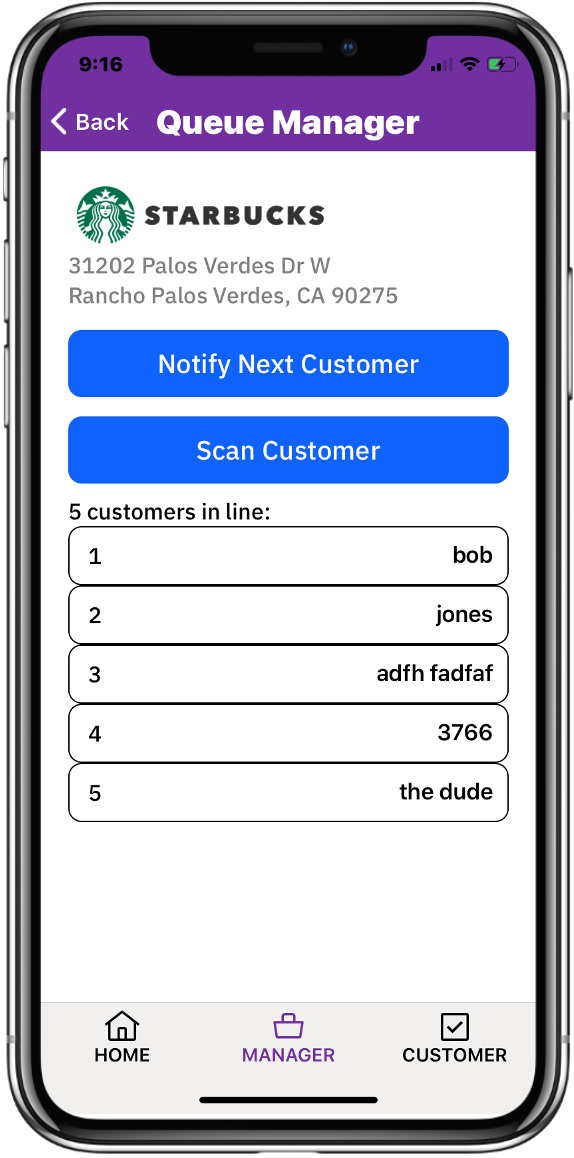 9:16
Back Queue Manager
STARBUCKS
31202 Palos Verdes Dr W
Rancho Palos Verdes, CA 90275
Notify Next Customer
Scan Customer
5 customers in line:
1 bob
2 jones
3 adfh fadfaf
4 3766
5 the dude
HOME MANAGER CUSTOMER